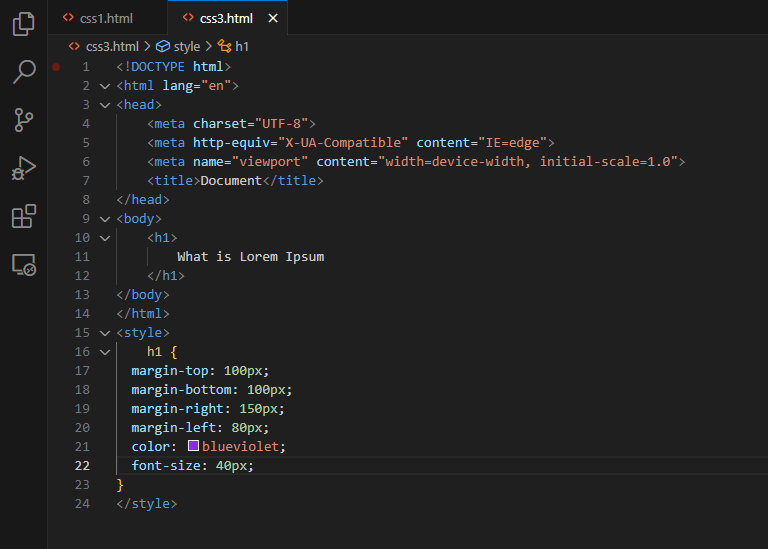 css1.html css3.html
css3.html > style > h1
1 <!DOCTYPE html>
2 <html lang="en">
3 <head>
4 <meta charset="UTF-8">
5 <meta http-equiv="X-UA-Compatible" content="IE=edge">
6 <meta name="viewport" content="width=device-width, initial-scale=1.0">
7 <title>Document</title>
8 </head>
9 <body>
10 <h1>
11 What is Lorem Ipsum
12 </h1>
13 </body>
14 </html>
15 <style>
16 h1 {
17 margin-top: 100px;
18 margin-bottom: 100px;
19 margin-right: 150px;
20 margin-left: 80px;
21 color: blueviolet;
22 font-size: 40px;
23 }
24 </style>